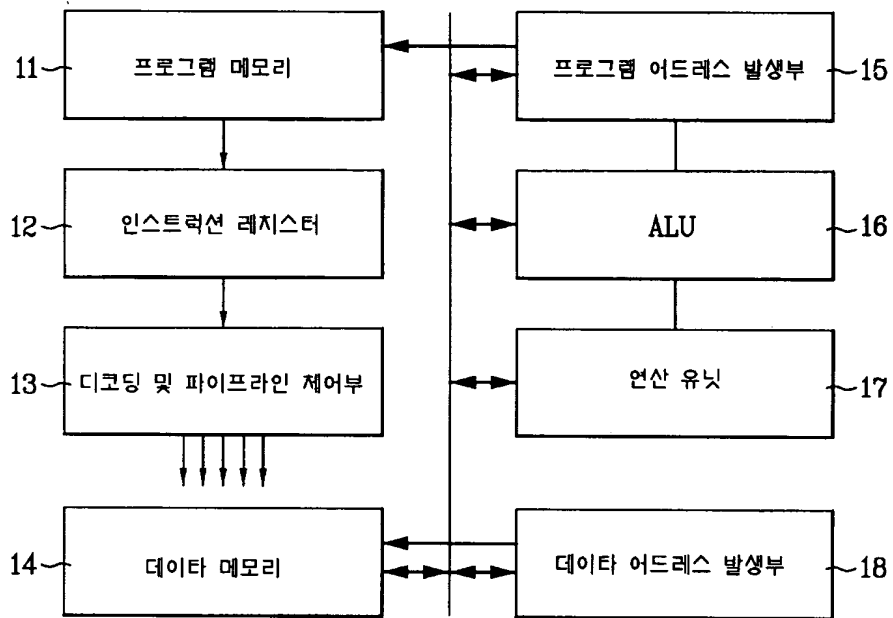 11 프로그램 메모리
프로그램 어드레스 발생부 15
12 인스트럭션 레지스터
ALU 16
13 디코딩 및 파이프라인 제어부
연산 유닛 17
14 데이타 메모리
데이타 어드레스 발생부 18